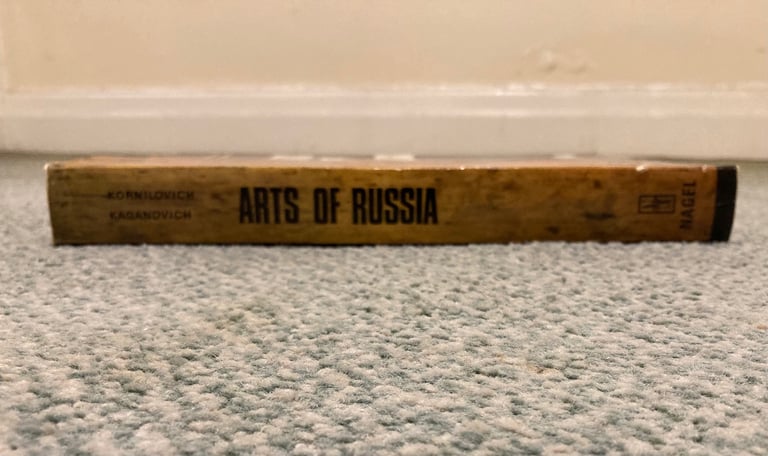 KORNILOVICH
KAGANOVICH
ARTS OF RUSSIA
NAGEL